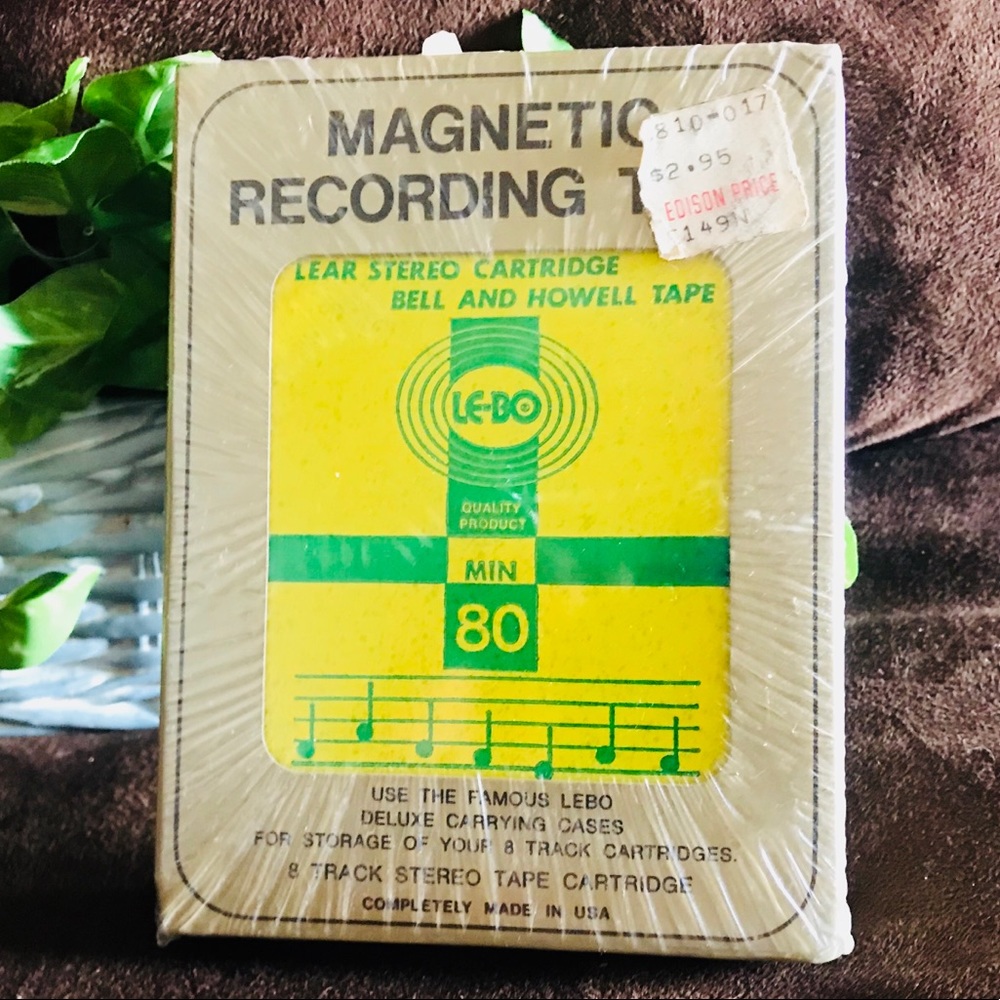 MAGNETIC
RECORDING
810-017
$2.95
EDISON PRICE
LEAR STEREO CARTRIDGE
BELL AND HOWELL TAPE
LE-BO
QUALITY
PRODUCT
MIN
80
USE THE FAMOUS LEBO
DELUXE CARRYING CASES
FOR STORAGE OF YOUR 8 TRACK CARTRIDGES.
8 TRACK STEREO TAPE CARTRIDGE
COMPLETELY MADE IN USA